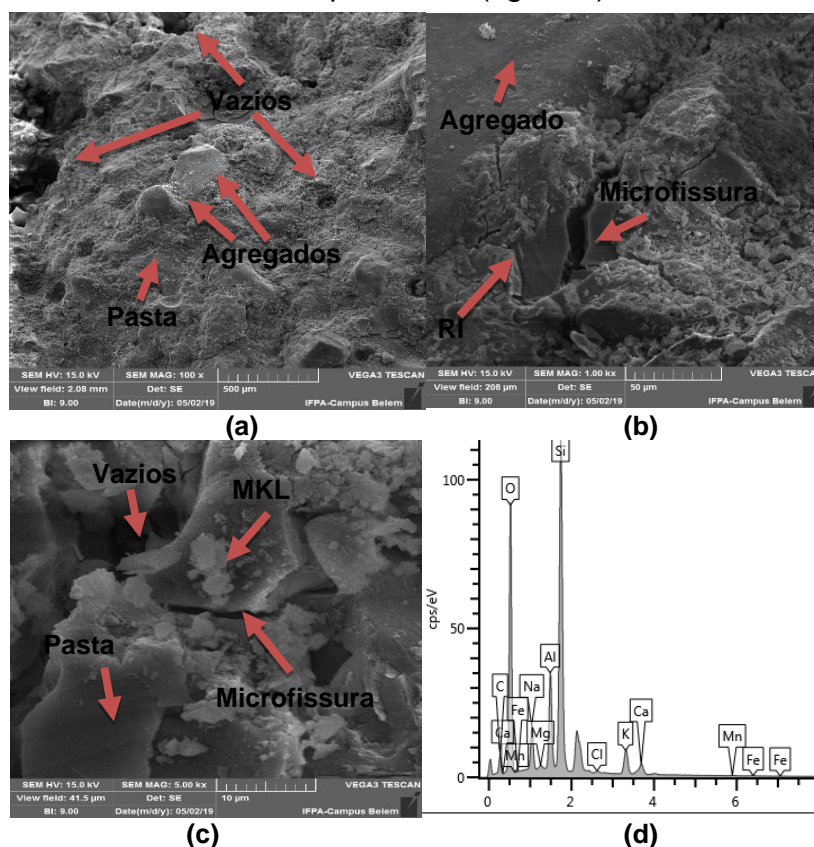 Vazios
Agregados
Pasta
SEM HV: 15.0 kV SEM MAG: 100 x VEGA3 TESCAN
View field: 2.08 mm Det: SE 500 µm
BI: 9.00 Date(m/d/y): 05/02/19 IFPA-Campus Belem
(a)
Agregado
Microfissura
RI
SEM HV: 15.0 kV SEM MAG: 1.00 kx VEGA3 TESCAN
View field: 208 µm Det: SE 50 µm
BI: 9.00 Date(m/d/y): 05/02/19 IFPA-Campus Belem
(b)
Vazios
MKL
Pasta
Microfissura
SEM HV: 15.0 kV SEM MAG: 5.00 kx VEGA3 TESCAN
View field: 41.5 µm Det: SE 10 µm
BI: 9.00 Date(m/d/y): 05/02/19 IFPA-Campus Belem
(c)
Si
100
O
cps/eV
50
Al
C Na
Fe Ca
Ca Mg K Mn
Mn Cl Fe Fe
0
0 2 4 6
(d)